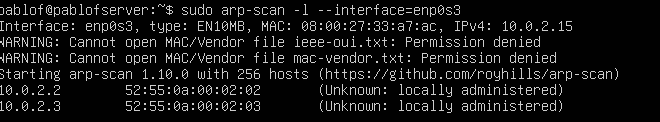 pablof@pablofserver:~$ sudo arp-scan -l --interface=enp0s3
Interface: enp0s3, type: EN10MB, MAC: 08:00:27:33:a7:ac, IPv4: 10.0.2.15
WARNING: Cannot open MAC/Vendor file ieee-oui.txt: Permission denied
WARNING: Cannot open MAC/Vendor file mac-vendor.txt: Permission denied
Starting arp-scan 1.10.0 with 256 hosts (https://github.com/royhills/arp-scan)
10.0.2.2 52:55:0a:00:02:02 (Unknown: locally administered)
10.0.2.3 52:55:0a:00:02:03 (Unknown: locally administered)